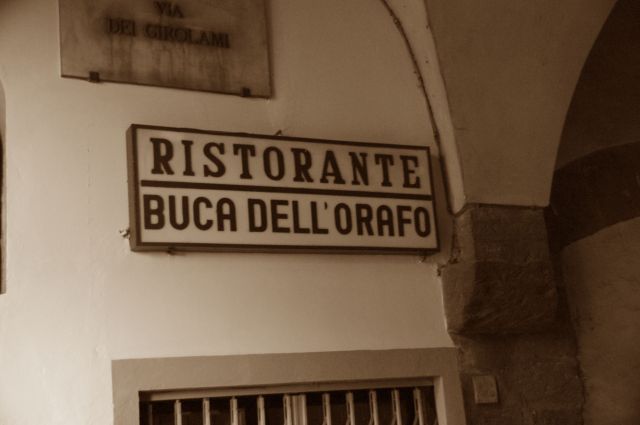 VIA
DEI GIROLAMI
RISTORANTE
BUCA DELL'ORAFO